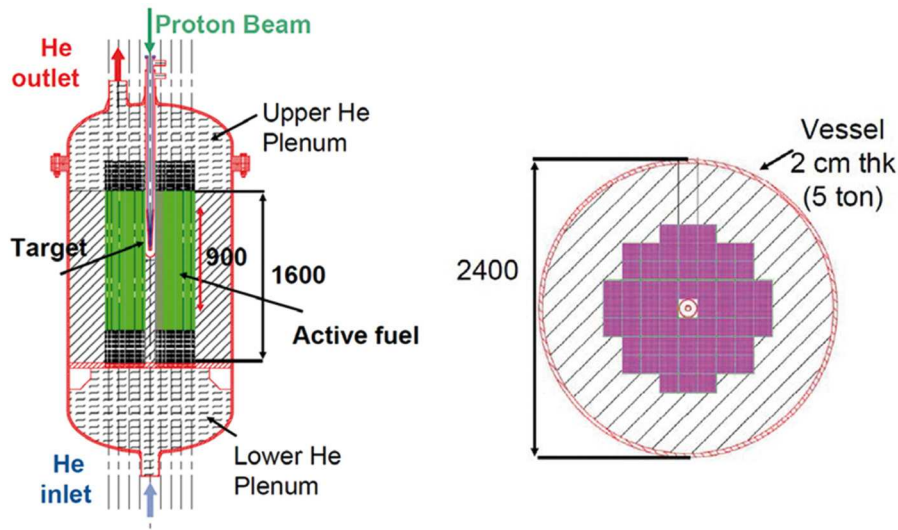 Proton Beam
He
outlet
Upper He
Plenum
Target
900
1600
Active fuel
Lower He
Plenum
He
inlet
Vessel
2 cm thk
(5 ton)
2400